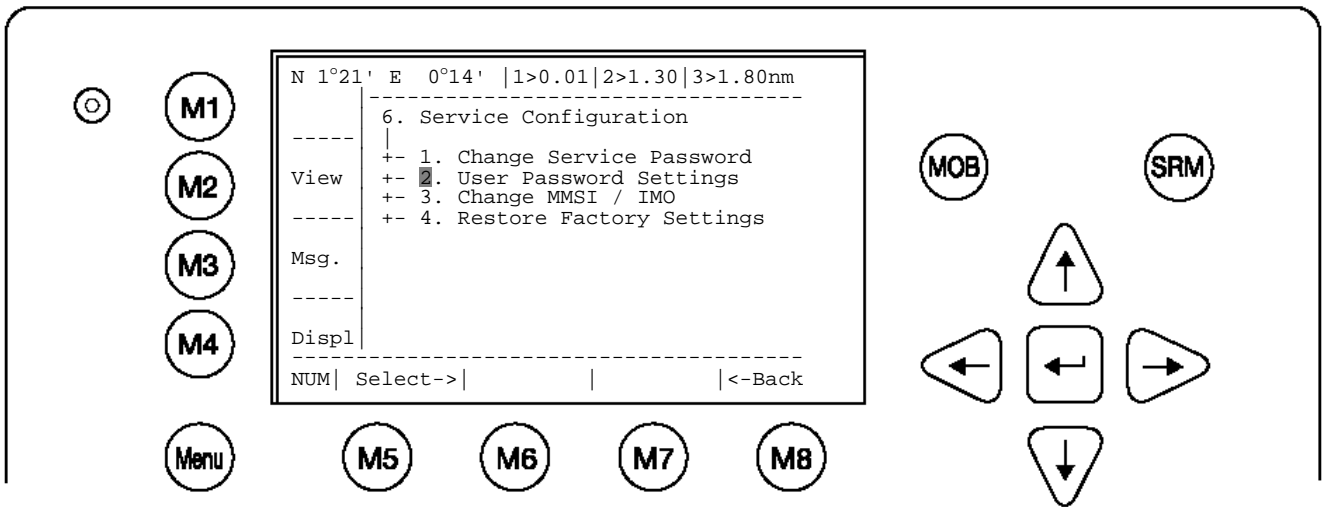 N 1°21' E 0°14' |1>0.01|2>1.30|3>1.80nm
M1
6. Service Configuration
+- 1. Change Service Password
MOB
SRM
M2
View
+- 2. User Password Settings
+- 3. Change MMSI / IMO
+- 4. Restore Factory Settings
M3
Msg.
M4
Displ
NUM| Select->| | |<-Back
Menu
M5
M6
M7
M8